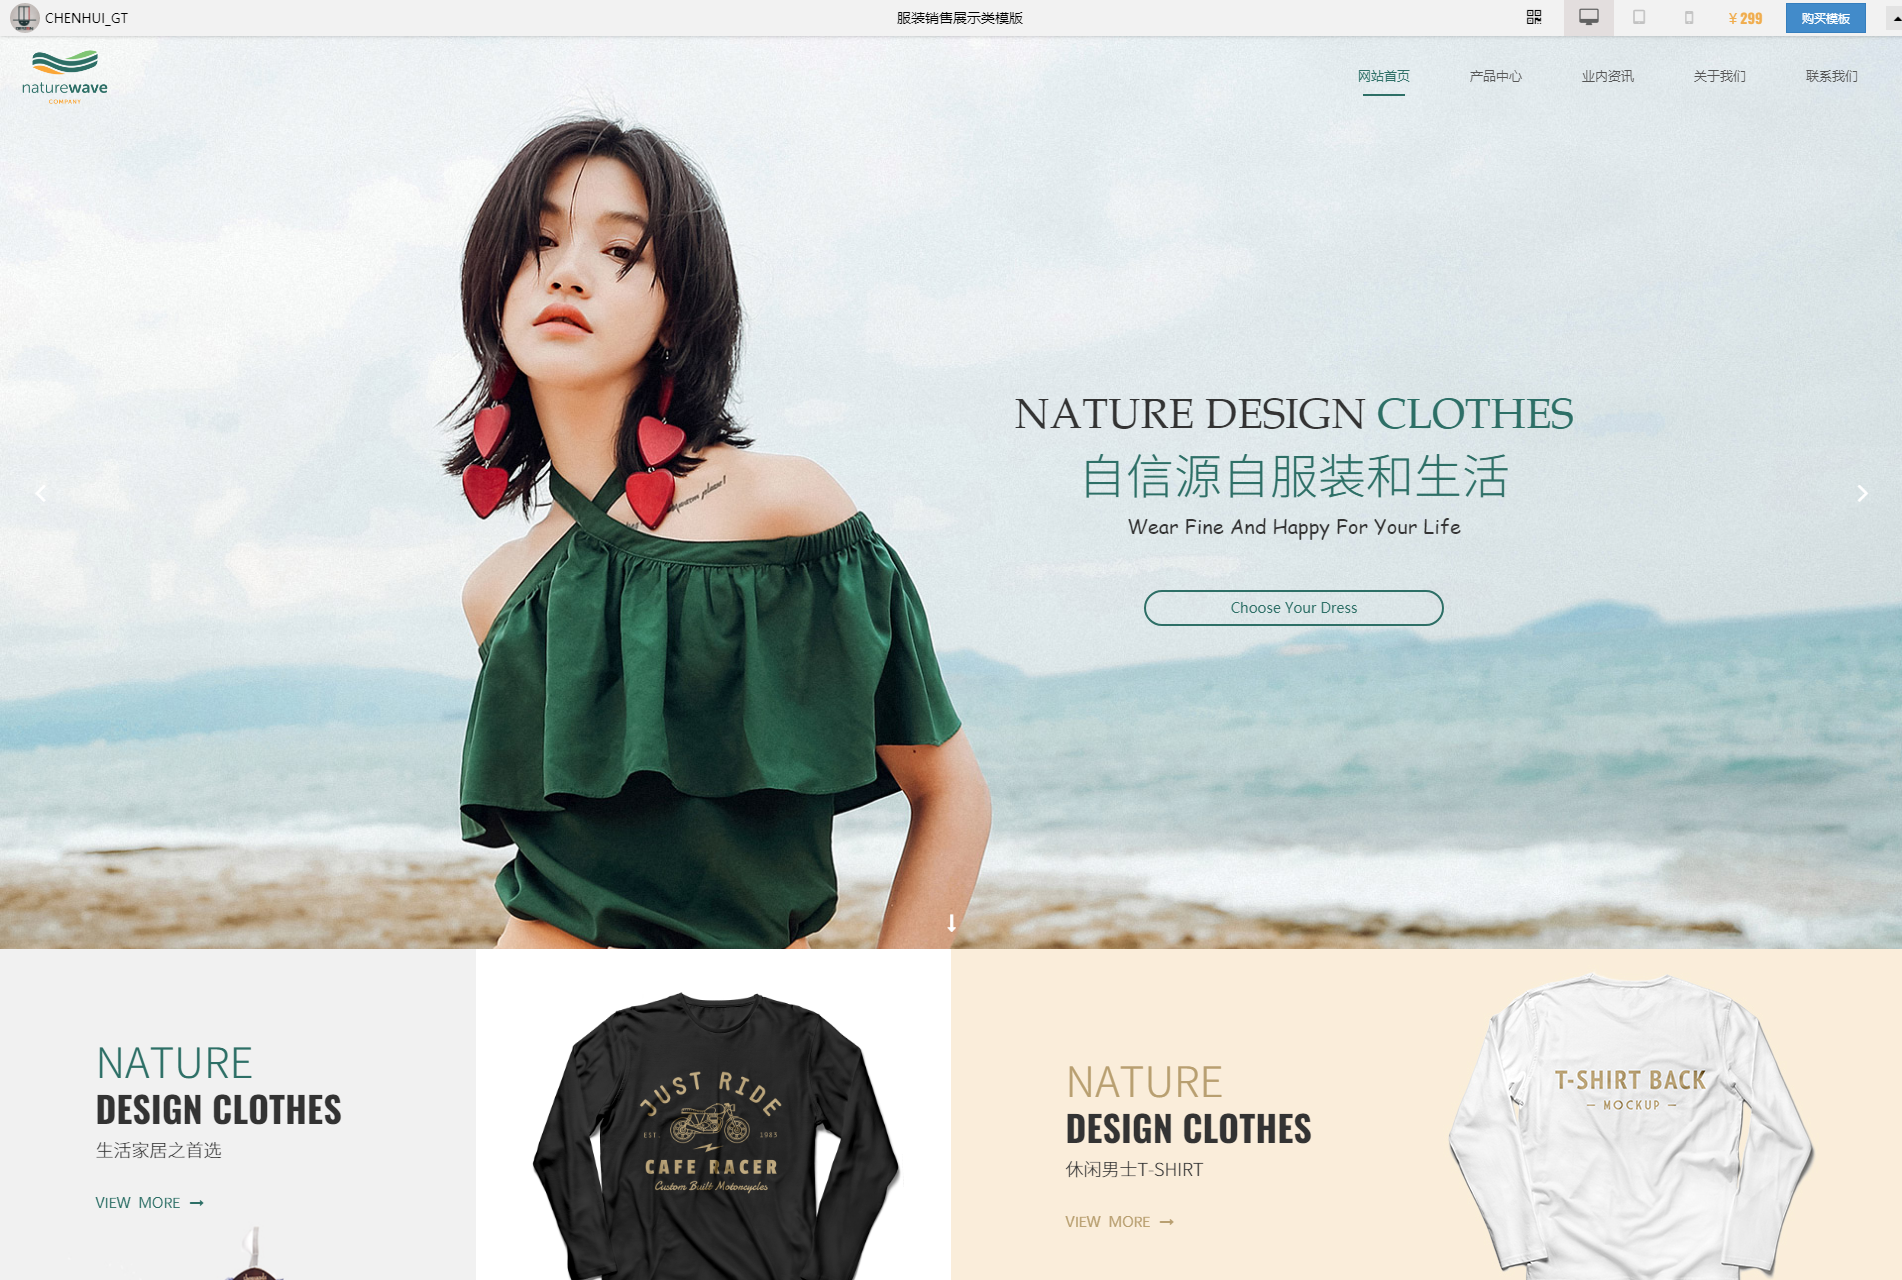 CHENHUI_GT
服装销售展示类模版
¥299
购买模板
naturewave
COMPANY
网站首页
产品中心
业内资讯
关于我们
联系我们
NATURE DESIGN CLOTHES
自信源自服装和生活
Wear Fine And Happy For Your Life
Choose Your Dress
NATURE
DESIGN CLOTHES
生活家居之首选
VIEW MORE →
JUST RIDE
EST. 1983
CAFE RACER
Custom Built Motorcycles
NATURE
DESIGN CLOTHES
休闲男士T-SHIRT
VIEW MORE →
T-SHIRT BACK
— MOCKUP —